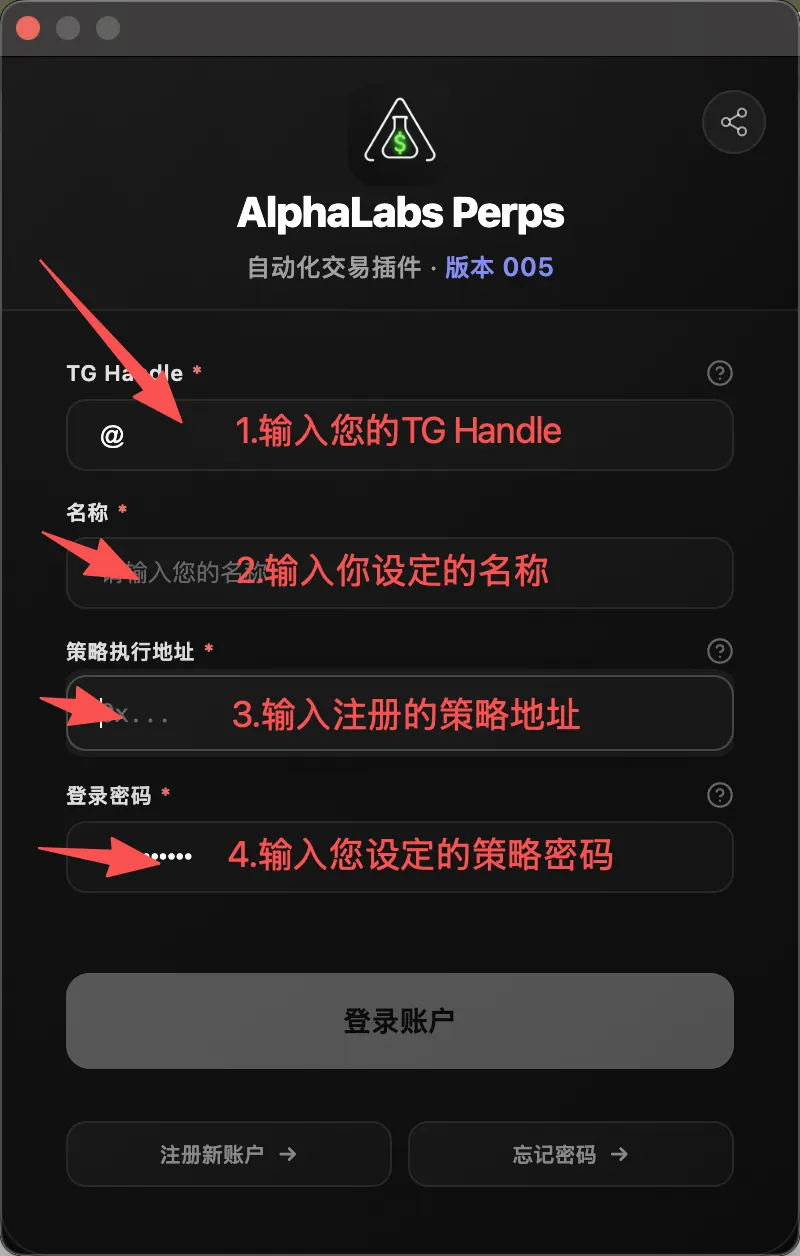 AlphaLabs Perps
自动化交易插件 · 版本 005
TG Handle *
@
1.输入您的TG Handle
名称 *
请输入您的名称
2.输入你设定的名称
策略执行地址 *
0x...
3.输入注册的策略地址
登录密码 *
4.输入您设定的策略密码
登录账户
注册新账户 →
忘记密码 →